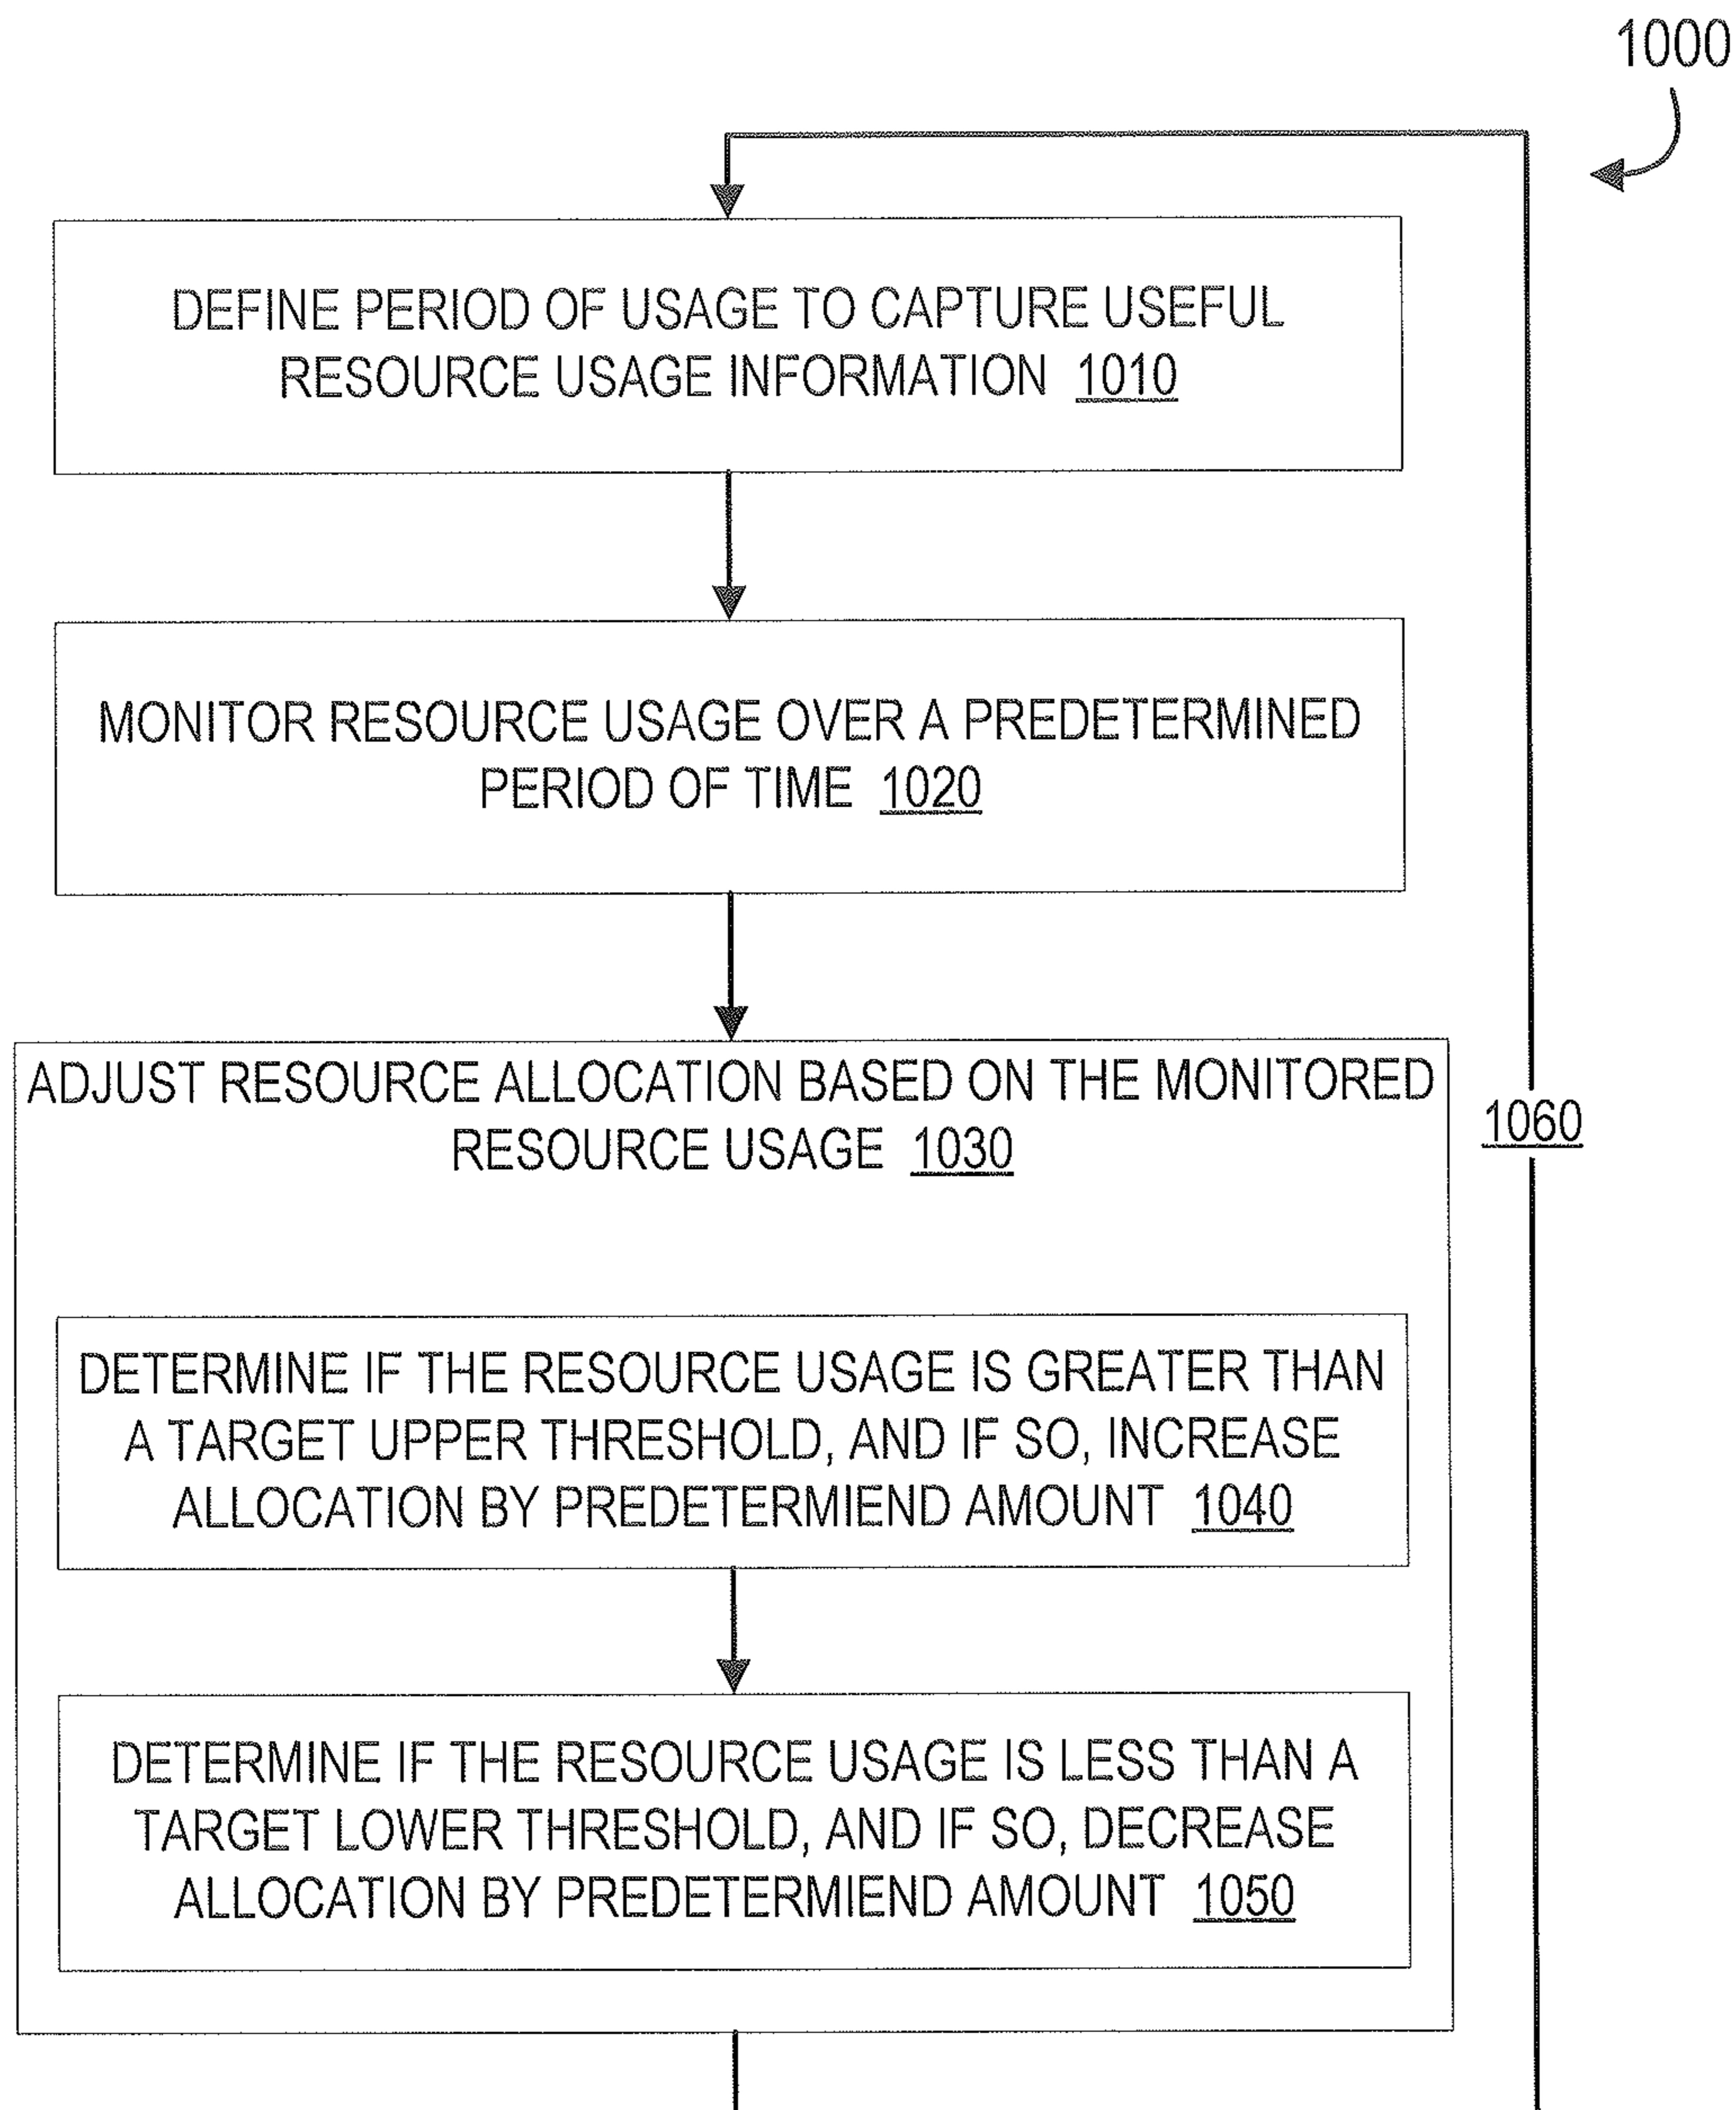 1000
DEFINE PERIOD OF USAGE TO CAPTURE USEFUL
RESOURCE USAGE INFORMATION 1010
MONITOR RESOURCE USAGE OVER A PREDETERMINED
PERIOD OF TIME 1020
ADJUST RESOURCE ALLOCATION BASED ON THE MONITORED
RESOURCE USAGE 1030
1060
DETERMINE IF THE RESOURCE USAGE IS GREATER THAN
A TARGET UPPER THRESHOLD, AND IF SO, INCREASE
ALLOCATION BY PREDETERMIEND AMOUNT 1040
DETERMINE IF THE RESOURCE USAGE IS LESS THAN A
TARGET LOWER THRESHOLD, AND IF SO, DECREASE
ALLOCATION BY PREDETERMIEND AMOUNT 1050